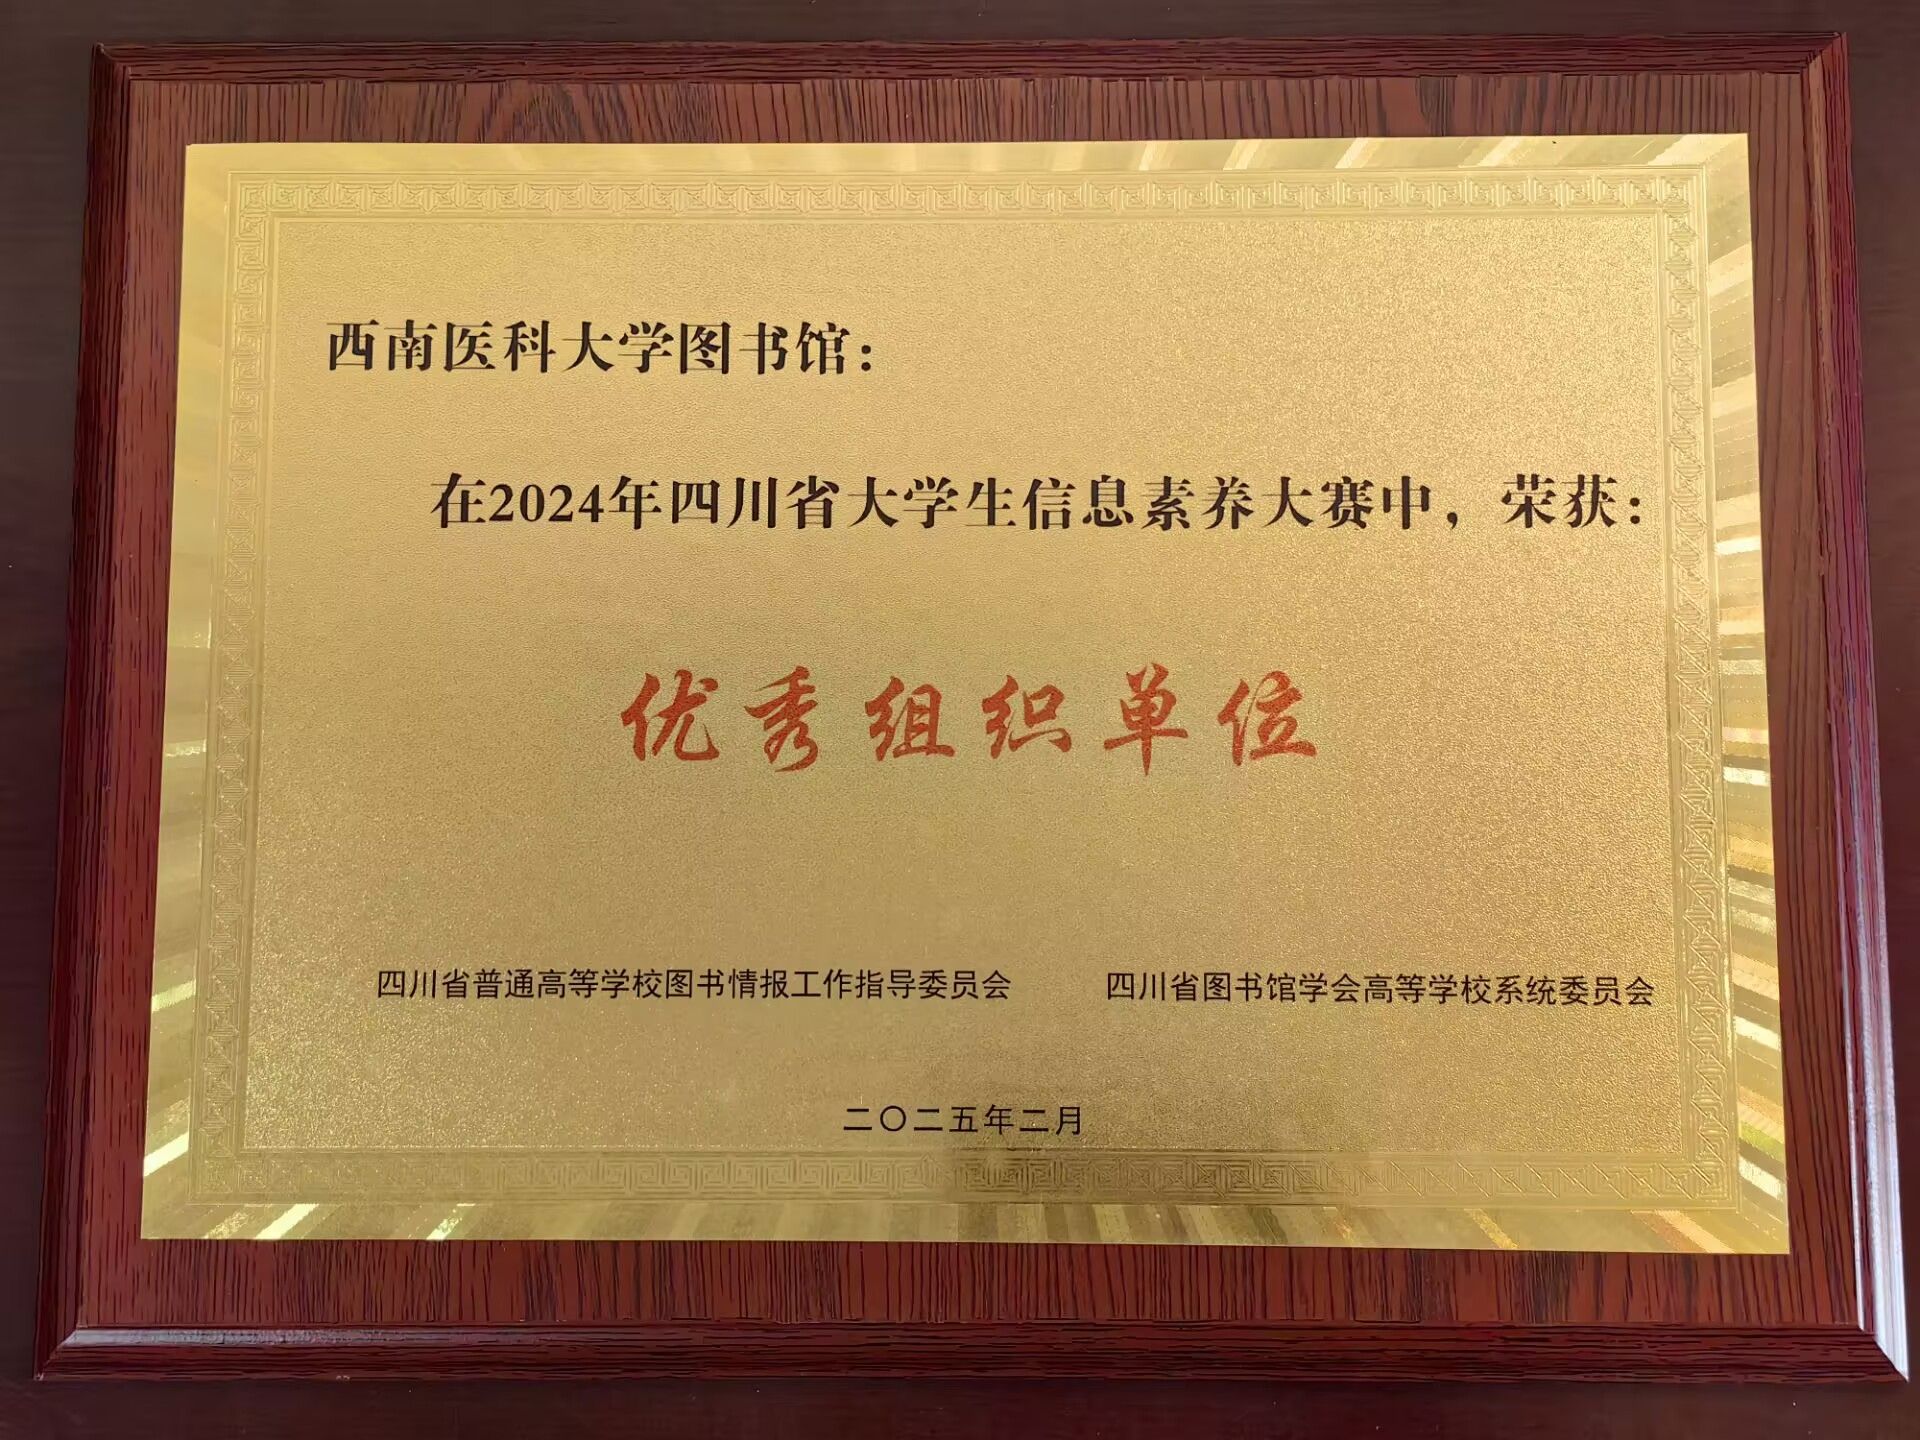 西南医科大学图书馆：
在2024年四川省大学生信息素养大赛中，荣获：
优秀组织单位
四川省普通高等学校图书情报工作指导委员会 四川省图书馆学会高等学校系统委员会
二〇二五年二月